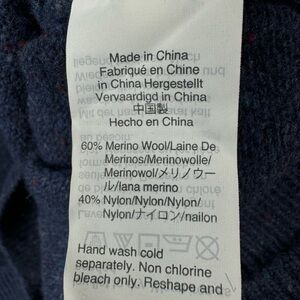 Made in China
Fabriqué en Chine
in China Hergestellt
Vervaardigd in China
中国製
Hecho en China
60% Merino Wool/Laine De
Merinos/Merinowolle/
Merinowol/メリノウー
ル/lana merino
40% Nylon/Nylon/Nylon/
Nylon/ナイロン/nailon
Hand wash cold
separately. Non chlorine
bleach only. Reshape and